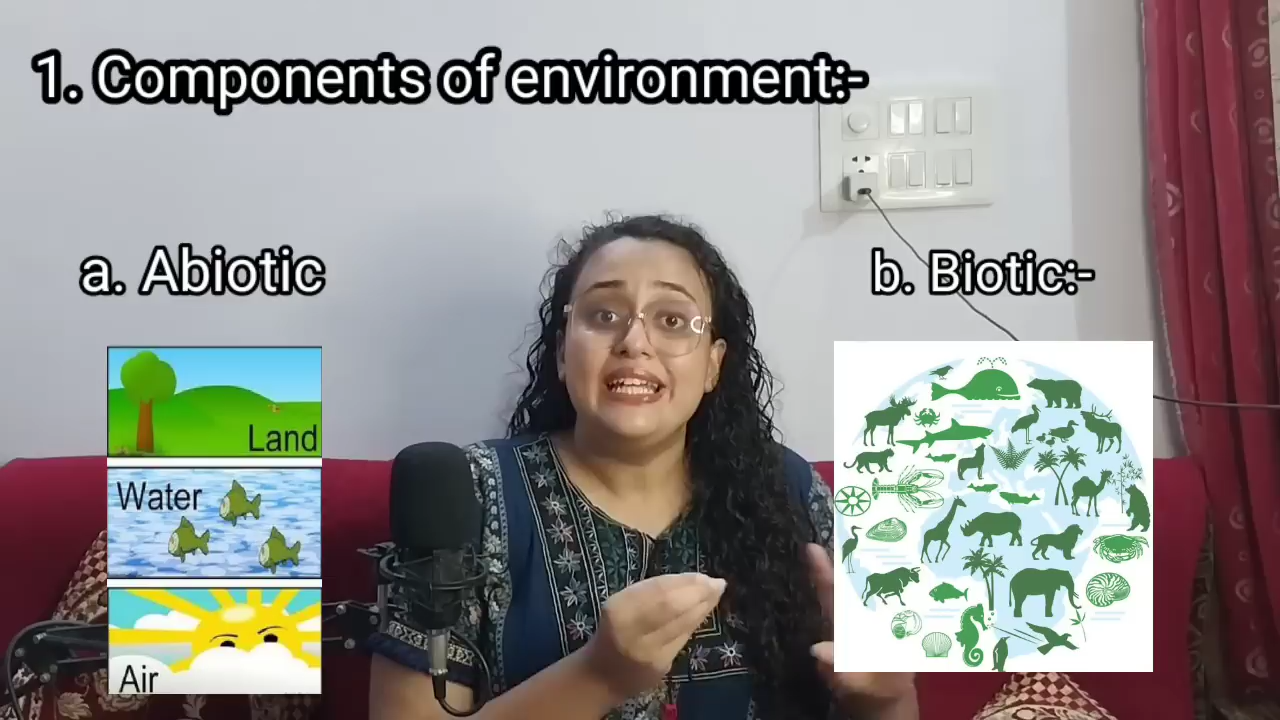 1. Components of environment:-
a. Abiotic
b. Biotic:-
Land
Water
Air